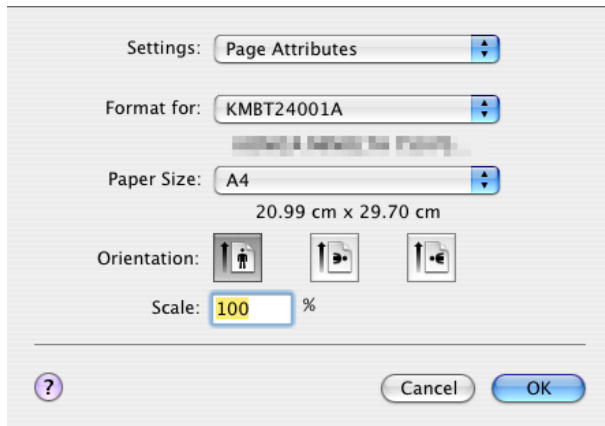 Settings: Page Attributes
Format for: KMBT24001A
Paper Size: A4
20.99 cm x 29.70 cm
Orientation:
Scale: 100 %
? Cancel OK